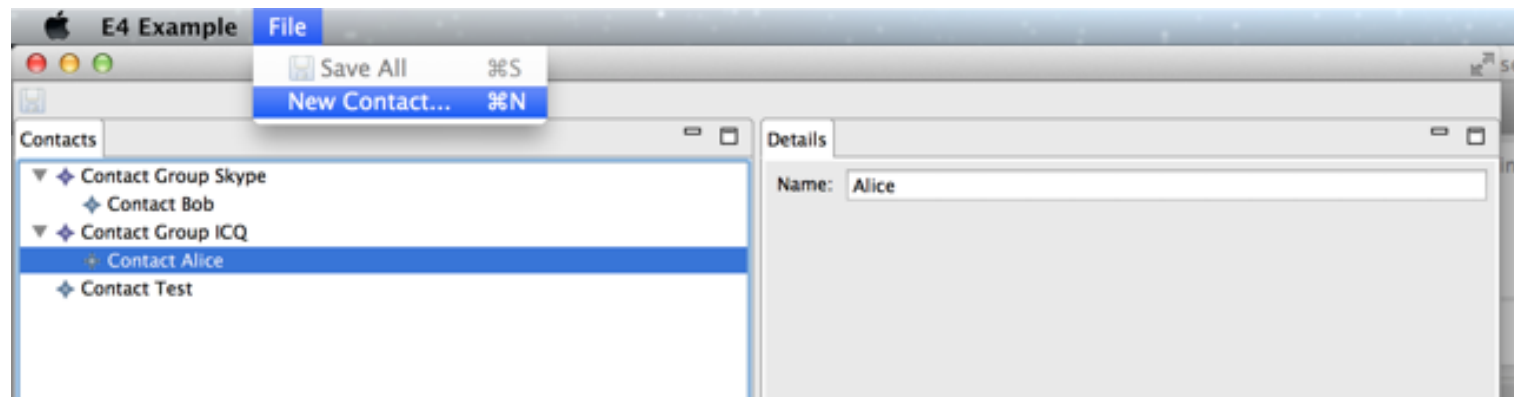 E4 Example File
Save All ⌘S
New Contact... ⌘N
Contacts
Contact Group Skype
Contact Bob
Contact Group ICQ
Contact Alice
Contact Test
Details
Name: Alice